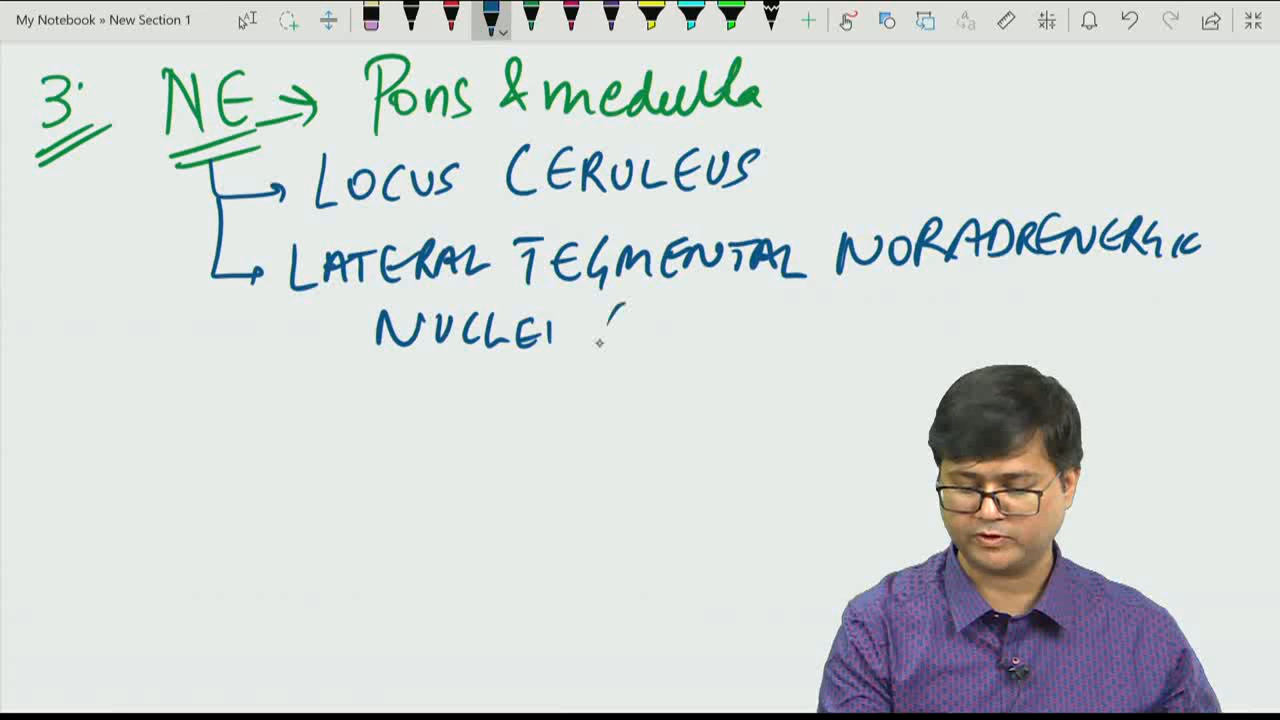 My Notebook » New Section 1
3. NE → Pons & medulla
→ LOCUS CERULEUS
→ LATERAL TEGMENTAL NORADRENERGIC
NUCLEI (